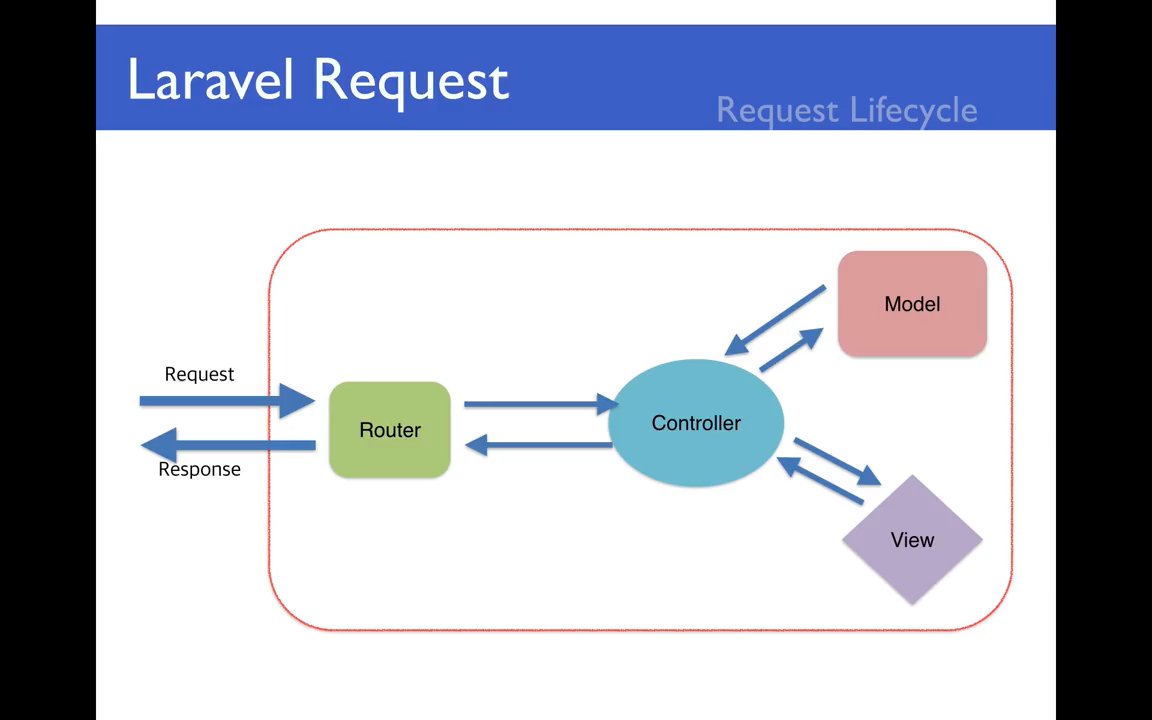 Laravel Request
Request Lifecycle
Model
Request
Controller
Router
Response
View